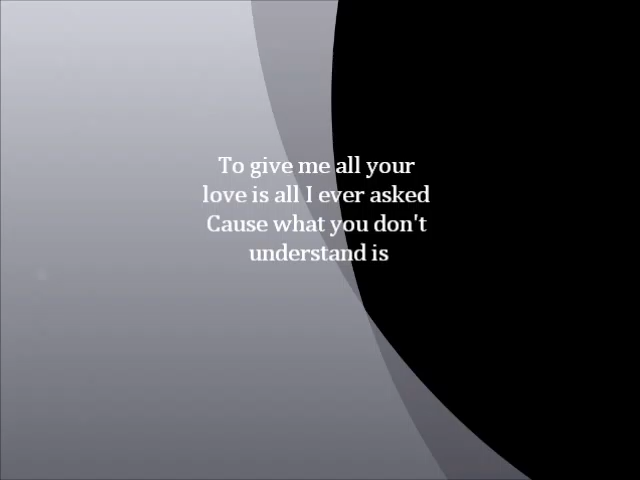 To give me all your
love is all I ever asked
Cause what you don't
understand is